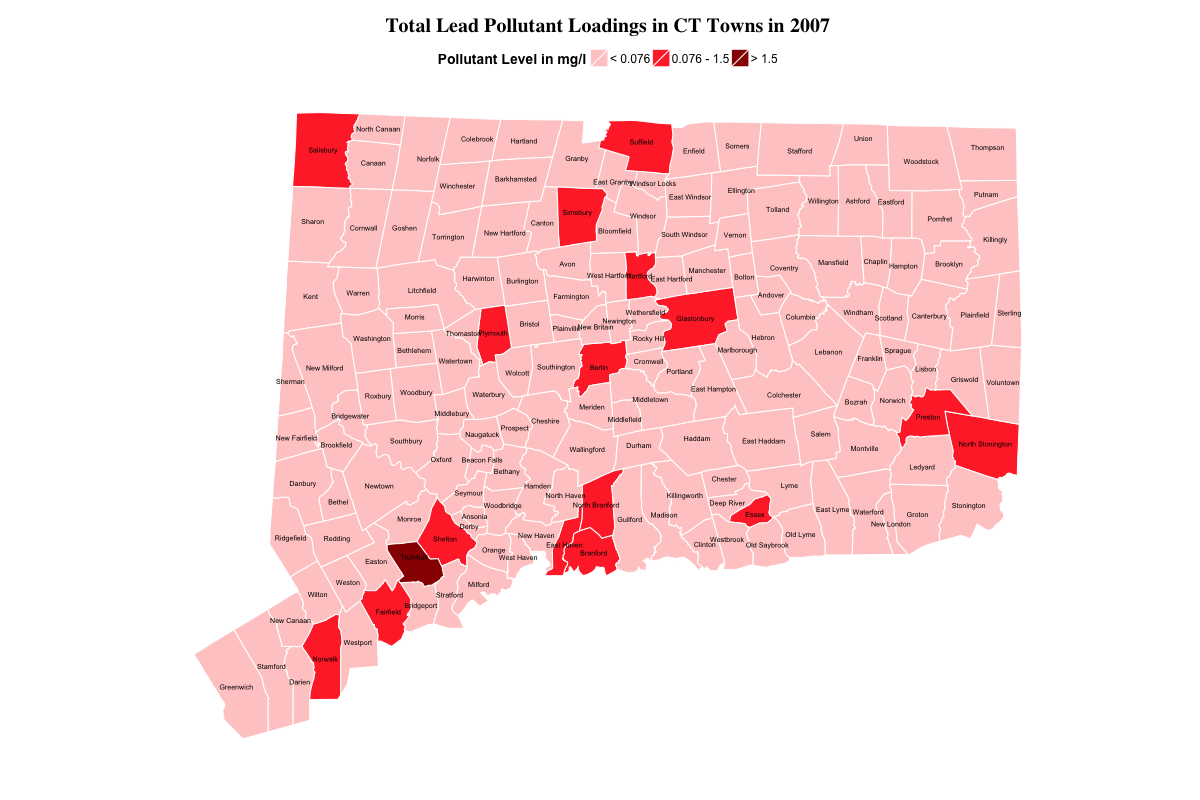 Total Lead Pollutant Loadings in CT Towns in 2007
Pollutant Level in mg/l < 0.076 0.076 - 1.5 > 1.5
North Canaan
Colebrook
Hartland
Suffield
Union
Somers
Stafford
Enfield
Thompson
Salisbury
Canaan
Norfolk
Granby
Woodstock
Winchester
Barkhamsted
East Granby
Windsor Locks
East Windsor
Ellington
Putnam
Sharon
Cornwall
Goshen
Torrington
New Hartford
Canton
Simsbury
Bloomfield
Windsor
South Windsor
Vernon
Tolland
Willington
Ashford
Eastford
Pomfret
Killingly
Kent
Warren
Litchfield
Harwinton
Burlington
Avon
West Hartford
Hartford
East Hartford
Manchester
Bolton
Coventry
Mansfield
Chaplin
Hampton
Brooklyn
Farmington
Andover
Morris
Washington
Bethlehem
Thomaston
Plymouth
Bristol
Plainville
New Britain
Newington
Wethersfield
Glastonbury
Rocky Hill
Hebron
Columbia
Windham
Scotland
Canterbury
Plainfield
Sterling
New Milford
Watertown
Wolcott
Southington
Berlin
Cromwell
Portland
Marlborough
Lebanon
Franklin
Sprague
Lisbon
Griswold
Voluntown
Sherman
Roxbury
Woodbury
Waterbury
Meriden
Middletown
East Hampton
Colchester
Bozrah
Norwich
Preston
Bridgewater
Middlebury
Naugatuck
Prospect
Cheshire
Middlefield
New Fairfield
Brookfield
Southbury
Oxford
Beacon Falls
Bethany
Wallingford
Durham
Haddam
East Haddam
Salem
Montville
North Stonington
Ledyard
Danbury
Bethel
Newtown
Seymour
Woodbridge
Hamden
North Haven
North Branford
Guilford
Madison
Killingworth
Chester
Deep River
Essex
Lyme
East Lyme
Waterford
New London
Groton
Stonington
Ridgefield
Redding
Monroe
Ansonia
Derby
Shelton
Orange
New Haven
West Haven
East Haven
Branford
Clinton
Westbrook
Old Saybrook
Old Lyme
Easton
Trumbull
Weston
Wilton
Milford
Stratford
Bridgeport
Fairfield
New Canaan
Westport
Norwalk
Stamford
Darien
Greenwich